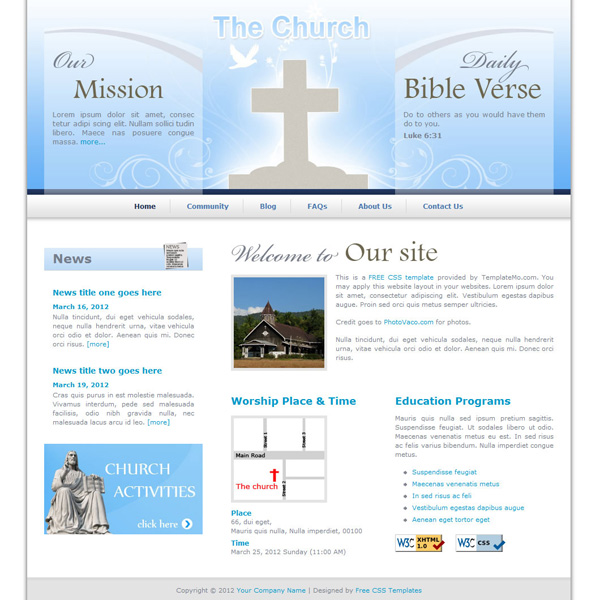 The Church
Our
Mission
Lorem ipsum dolor sit amet, consec
tetur adipi scing elit. Nullam sollici tudin
libero. Maece nas posuere congue
massa. more...
Daily
Bible Verse
Do to others as you would have them
do to you.
Luke 6:31
Home Community Blog FAQs About Us Contact Us
News
NEWS
News title one goes here
March 16, 2012
Nulla tincidunt, dui eget vehicula sodales,
neque nulla hendrerit urna, vitae vehicula
orci odio et dolor. Aenean quis mi. Donec
orci risus. [more]
News title two goes here
March 19, 2012
Cras quis purus in est molestie malesuada.
Vivamus interdum, pede sed malesuada
facilisis, odio nibh gravida nulla, nec
malesuada lacus arcu id leo. [more]
CHURCH
ACTIVITIES
click here
Welcome to Our site
This is a FREE CSS template provided by TemplateMo.com. You
may apply this website layout in your websites. Lorem ipsum dolor
sit amet, consectetur adipiscing elit. Vestibulum egestas dapibus
augue. Proin sed orci quis metus semper ultricies.
Credit goes to PhotoVaco.com for photos.
Nulla tincidunt, dui eget vehicula sodales, neque nulla hendrerit
urna, vitae vehicula orci odio et dolor. Aenean quis mi. Donec orci
risus.
Worship Place & Time
Street 1
Street 3
Main Road
Street 2
The church
Place
66, dui eget,
Mauris quis nulla, Nulla imperdiet, 00100
Time
March 25, 2012 Sunday (11:00 AM)
Education Programs
Mauris quis nulla sed ipsum pretium sagittis.
Suspendisse feugiat. Ut sodales libero ut odio.
Maecenas venenatis metus eu est. In sed risus
ac felis varius bibendum. Nulla imperdiet congue
metus.
Suspendisse feugiat
Maecenas venenatis metus
In sed risus ac feli
Vestibulum egestas dapibus augue
Aenean eget tortor eget
W3C XHTML 1.0
W3C CSS
Copyright © 2012 Your Company Name | Designed by Free CSS Templates